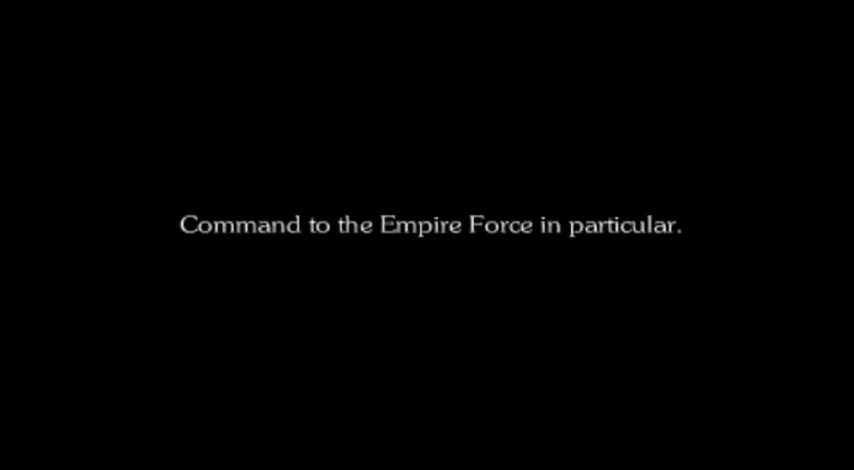 Command to the Empire Force in particular.